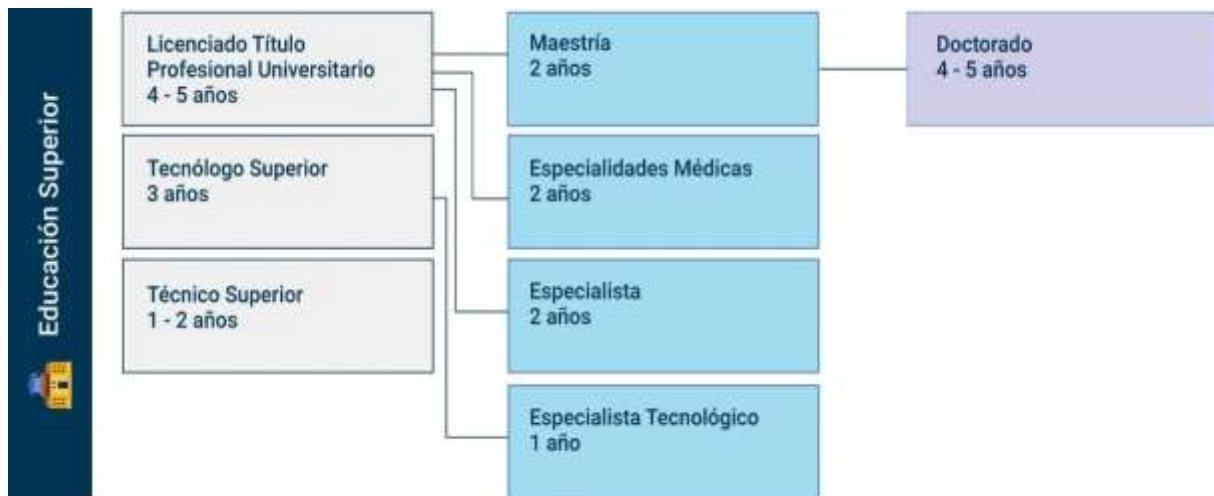 Educación Superior
Licenciado Título
Profesional Universitario
4 - 5 años
Tecnólogo Superior
3 años
Técnico Superior
1 - 2 años
Maestría
2 años
Especialidades Médicas
2 años
Especialista
2 años
Especialista Tecnológico
1 año
Doctorado
4 - 5 años